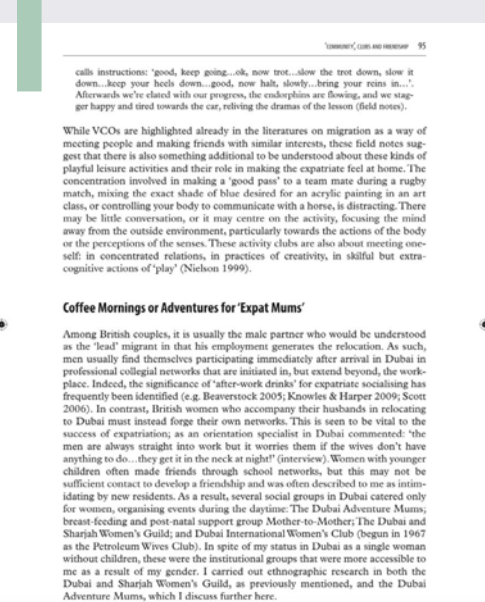 'COMMUNITY', CLUBS AND FRIENDSHIP 95
calls instructions: 'good, keep going...ok, now trot...slow the trot down, slow it
down...keep your heels down...good, now halt, slowly...bring your reins in...'.
Afterwards we're elated with our progress, the endorphins are flowing, and we stag-
ger happy and tired towards the car, reliving the dramas of the lesson (field notes).
While VCOs are highlighted already in the literatures on migration as a way of
meeting people and making friends with similar interests, these field notes sug-
gest that there is also something additional to be understood about these kinds of
playful leisure activities and their role in making the expatriate feel at home. The
concentration involved in making a 'good pass' to a team mate during a rugby
match, mixing the exact shade of blue desired for an acrylic painting in an art
class, or controlling your body to communicate with a horse, is distracting. There
may be little conversation, or it may centre on the activity, focusing the mind
away from the outside environment, particularly towards the actions of the body
or the perceptions of the senses. These activity clubs are also about meeting one-
self: in concentrated relations, in practices of creativity, in skilful but extra-
cognitive actions of 'play' (Nielson 1999).
Coffee Mornings or Adventures for 'Expat Mums'
Among British couples, it is usually the male partner who would be understood
as the 'lead' migrant in that his employment generates the relocation. As such,
men usually find themselves participating immediately after arrival in Dubai in
professional collegial networks that are initiated in, but extend beyond, the work-
place. Indeed, the significance of 'after-work drinks' for expatriate socialising has
frequently been identified (e.g. Beaverstock 2005; Knowles & Harper 2009; Scott
2006). In contrast, British women who accompany their husbands in relocating
to Dubai must instead forge their own networks. This is seen to be vital to the
success of expatriation; as an orientation specialist in Dubai commented: 'the
men are always straight into work but it worries them if the wives don't have
anything to do...they get it in the neck at night!' (interview). Women with younger
children often made friends through school networks, but this may not be
sufficient contact to develop a friendship and was often described to me as intim-
idating by new residents. As a result, several social groups in Dubai catered only
for women, organising events during the daytime: The Dubai Adventure Mums;
breast-feeding and post-natal support group Mother-to-Mother; The Dubai and
Sharjah Women's Guild; and Dubai International Women's Club (begun in 1967
as the Petroleum Wives Club). In spite of my status in Dubai as a single woman
without children, these were the institutional groups that were more accessible to
me as a result of my gender. I carried out ethnographic research in both the
Dubai and Sharjah Women's Guild, as previously mentioned, and the Dubai
Adventure Mums, which I discuss further here.